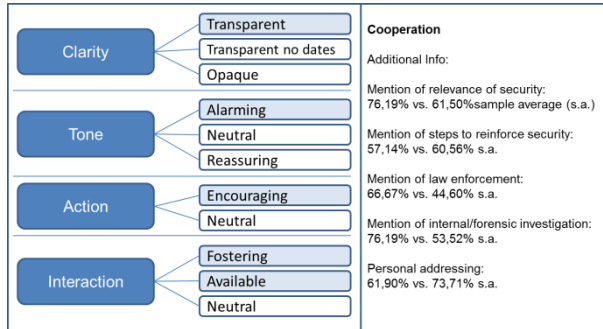 Clarity
Transparent
Transparent no dates
Opaque
Tone
Alarming
Neutral
Reassuring
Action
Encouraging
Neutral
Interaction
Fostering
Available
Neutral
Cooperation
Additional Info:
Mention of relevance of security:
76,19% vs. 61,50%sample average (s.a.)
Mention of steps to reinforce security:
57,14% vs. 60,56% s.a.
Mention of law enforcement:
66,67% vs. 44,60% s.a.
Mention of internal/forensic investigation:
76,19% vs. 53,52% s.a.
Personal addressing:
61,90% vs. 73,71% s.a.